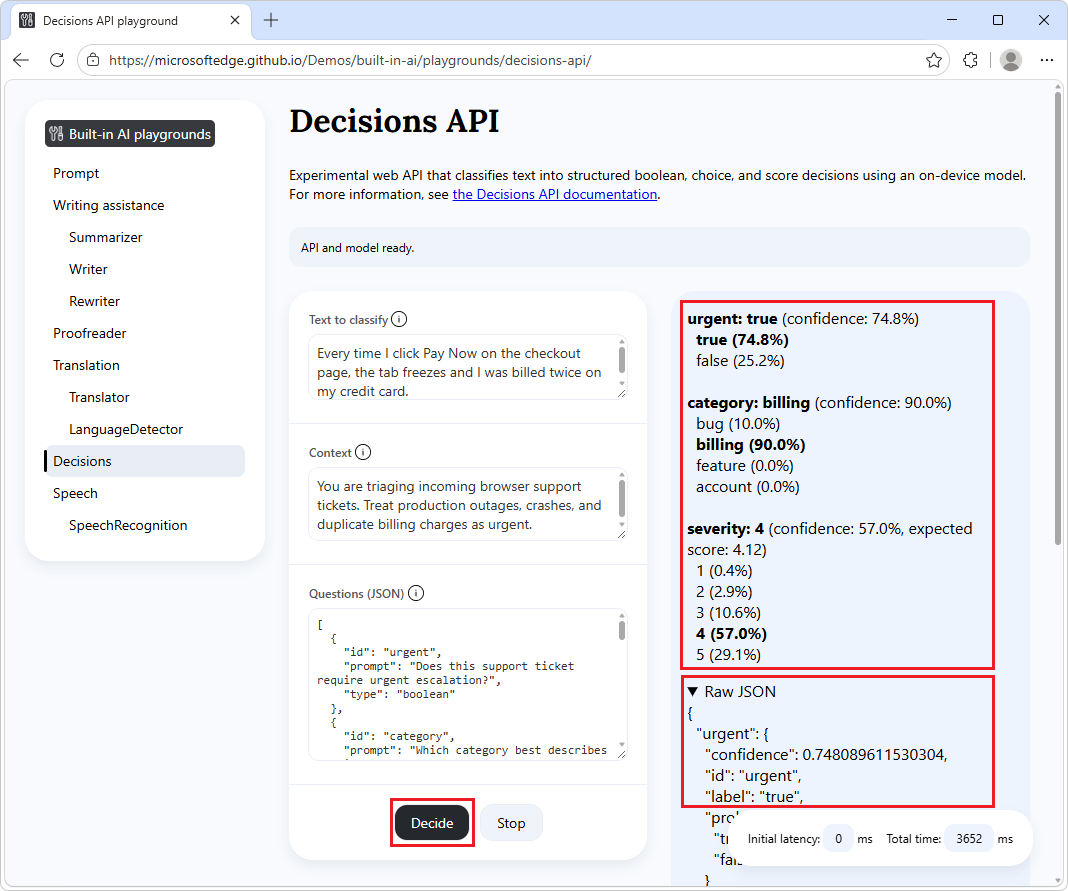 Decisions API playground
https://microsoftedge.github.io/Demos/built-in-ai/playgrounds/decisions-api/
Built-in AI playgrounds
Prompt
Writing assistance
Summarizer
Writer
Rewriter
Proofreader
Translation
Translator
LanguageDetector
Decisions
Speech
SpeechRecognition
Decisions API
Experimental web API that classifies text into structured boolean, choice, and score decisions using an on-device model.
For more information, see the Decisions API documentation.
API and model ready.
Text to classify
Every time I click Pay Now on the checkout
page, the tab freezes and I was billed twice on
my credit card.
Context
You are triaging incoming browser support
tickets. Treat production outages, crashes, and
duplicate billing charges as urgent.
Questions (JSON)
[
{
"id": "urgent",
"prompt": "Does this support ticket
require urgent escalation?",
"type": "boolean"
},
{
"id": "category",
"prompt": "Which category best describes
Decide
Stop
urgent: true (confidence: 74.8%)
true (74.8%)
false (25.2%)
category: billing (confidence: 90.0%)
bug (10.0%)
billing (90.0%)
feature (0.0%)
account (0.0%)
severity: 4 (confidence: 57.0%, expected
score: 4.12)
1 (0.4%)
2 (2.9%)
3 (10.6%)
4 (57.0%)
5 (29.1%)
▼ Raw JSON
{
"urgent": {
"confidence": 0.748089611530304,
"id": "urgent",
"label": "true",
}
Initial latency: 0 ms Total time: 3652 ms